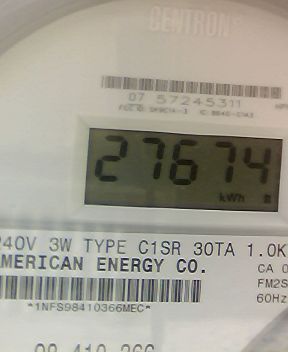 CENTRON®
07 57245311
27674
kWh
240V 3W TYPE C1SR 30TA 1.0K
AMERICAN ENERGY CO.
CA 0
FM2S
60Hz
*1NFS98410366MEC*